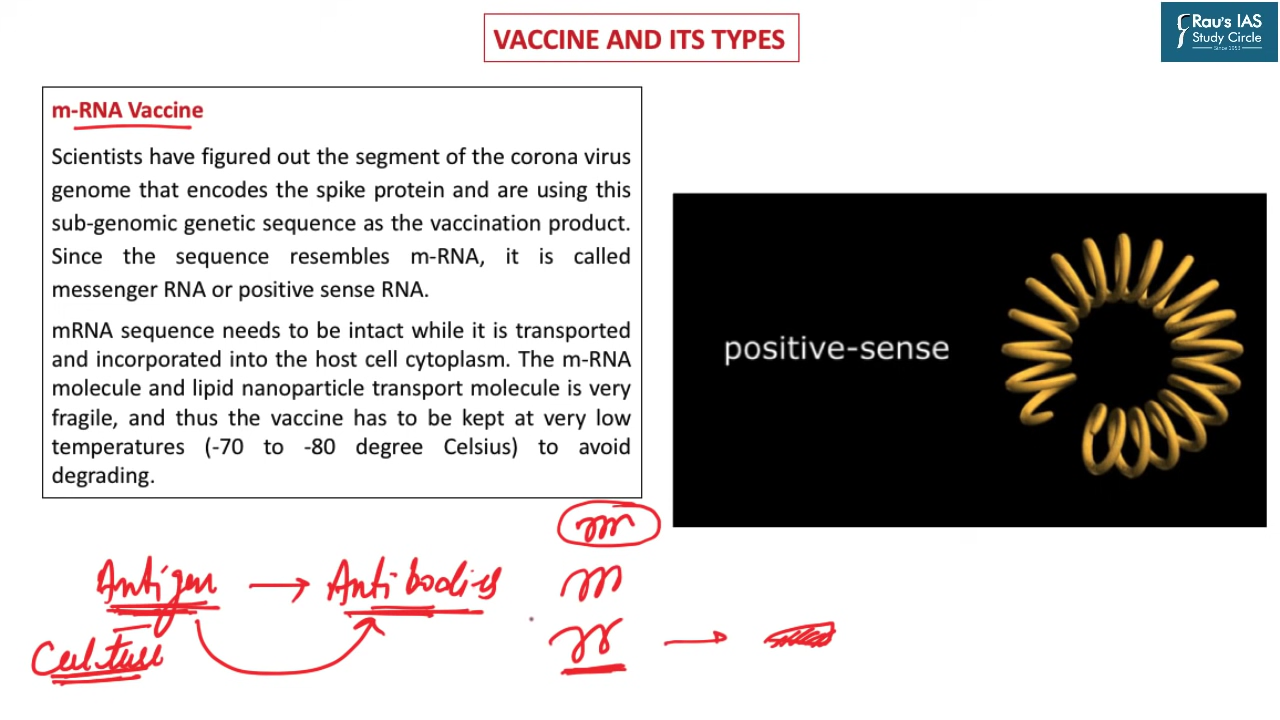 VACCINE AND ITS TYPES
Rau's IAS
Study Circle
Since 1953
m-RNA Vaccine
Scientists have figured out the segment of the corona virus
genome that encodes the spike protein and are using this
sub-genomic genetic sequence as the vaccination product.
Since the sequence resembles m-RNA, it is called
messenger RNA or positive sense RNA.
mRNA sequence needs to be intact while it is transported
and incorporated into the host cell cytoplasm. The m-RNA
molecule and lipid nanoparticle transport molecule is very
fragile, and thus the vaccine has to be kept at very low
temperatures (-70 to -80 degree Celsius) to avoid
degrading.
positive-sense
Antigen → Antibodies
Culture